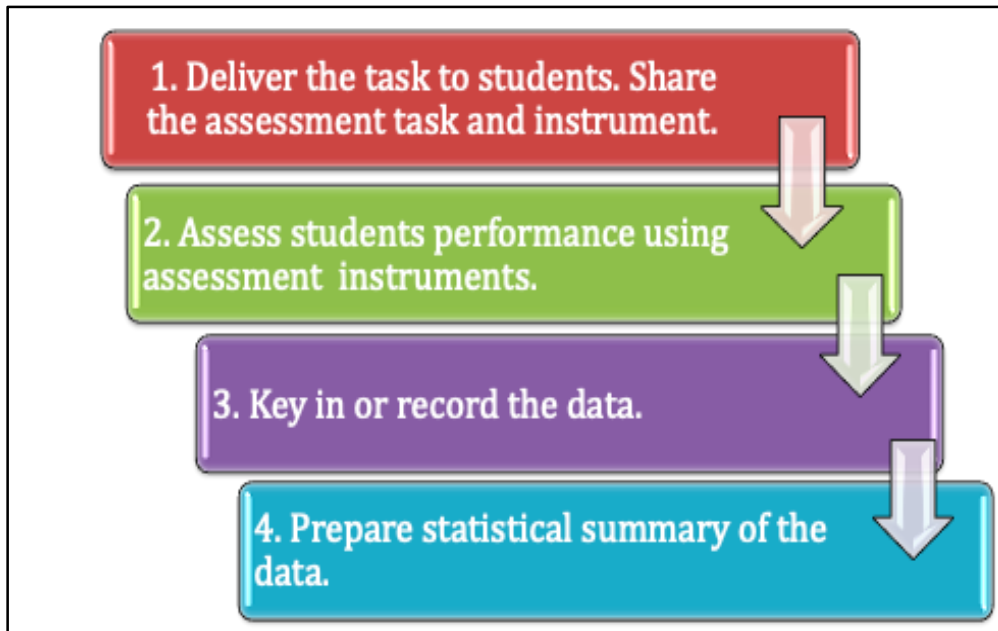 1. Deliver the task to students. Share
the assessment task and instrument.
2. Assess students performance using
assessment instruments.
3. Key in or record the data.
4. Prepare statistical summary of the
data.